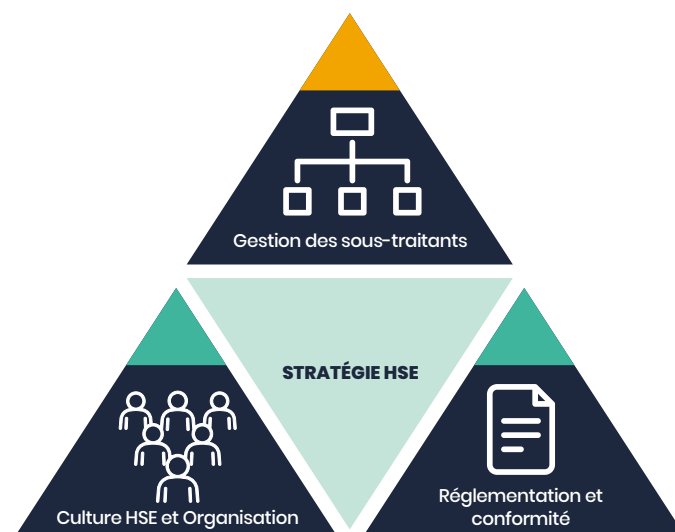 Gestion des sous-traitants
STRATÉGIE HSE
Culture HSE et Organisation
Réglementation et
conformité